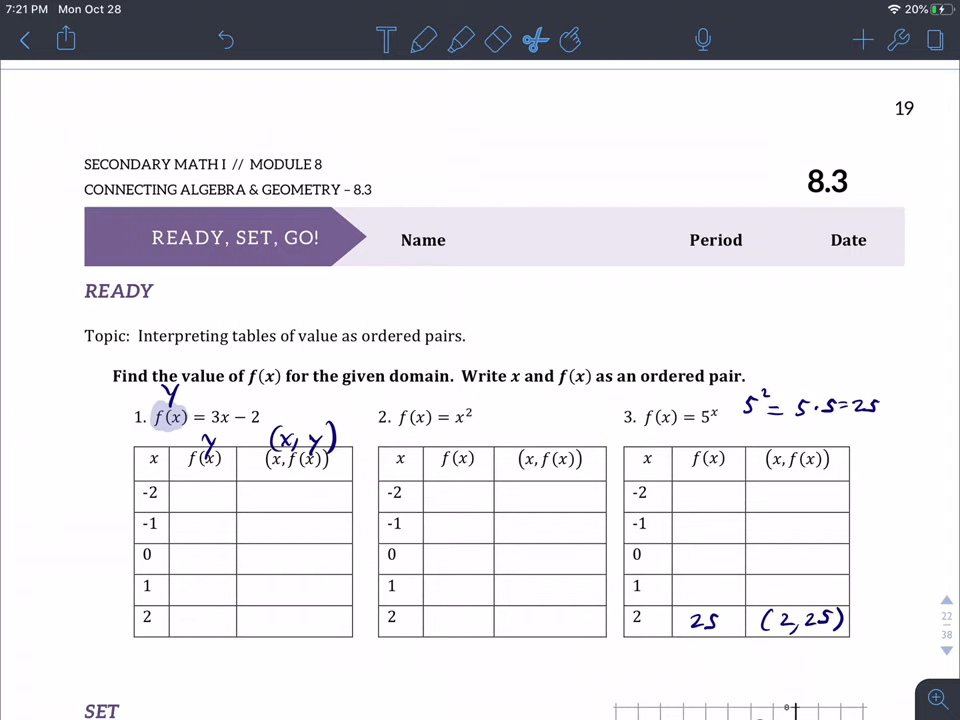 7:21 PM Mon Oct 28
20%
T
19
SECONDARY MATH I // MODULE 8
CONNECTING ALGEBRA & GEOMETRY – 8.3
8.3
READY, SET, GO!
Name
Period
Date
READY
Topic: Interpreting tables of value as ordered pairs.
Find the value of f(x) for the given domain. Write x and f(x) as an ordered pair.
y
1. f(x) = 3x − 2
2. f(x) = x²
3. f(x) = 5ˣ
5² = 5·5=25
y
(x, y)
x f(x) (x, f(x))
-2
-1
0
1
2
x f(x) (x, f(x))
-2
-1
0
1
2
x f(x) (x, f(x))
-2
-1
0
1
2 25 (2, 25)
22
38
SET
8